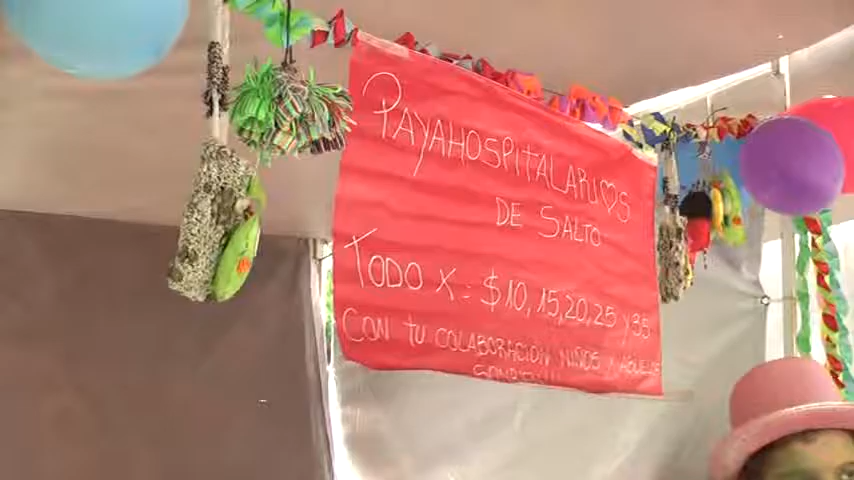 PAYAHOSPITALARI♡S
DE SALTO
TODO X = $10, 15, 20, 25 y 35
CON TU COLABORACIÓN NIÑOS Y